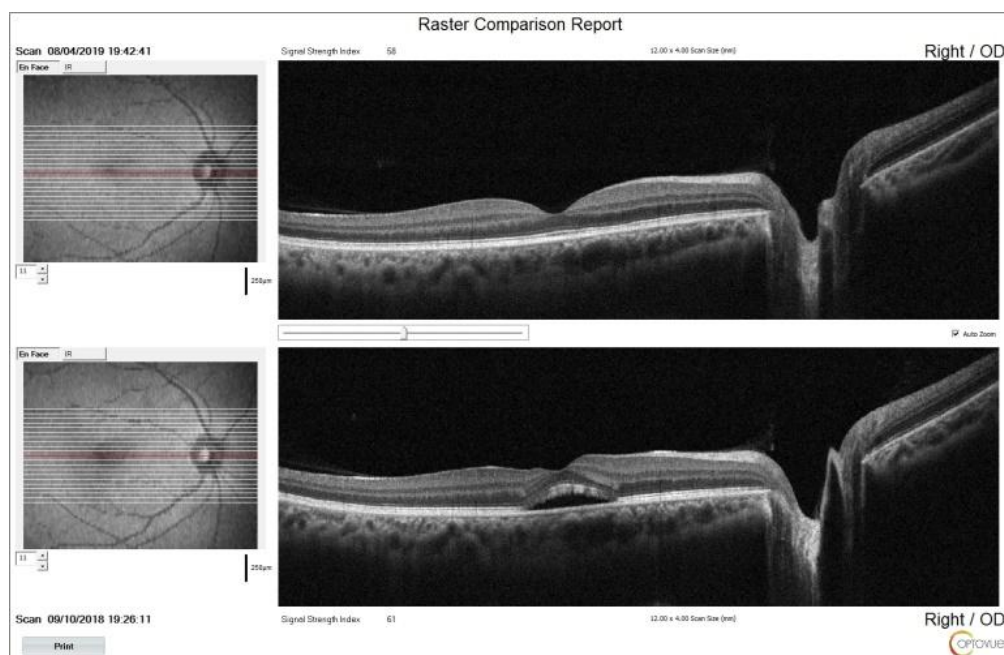 Raster Comparison Report
Scan 08/04/2019 19:42:41 Signal Strength Index 58 12.00 x 4.00 Scan Size (mm) Right / OD
En Face IR
11
250µm
Auto Zoom
En Face IR
11
250µm
Scan 09/10/2018 19:26:11 Signal Strength Index 61 12.00 x 4.00 Scan Size (mm) Right / OD
Print
OPTOVUE